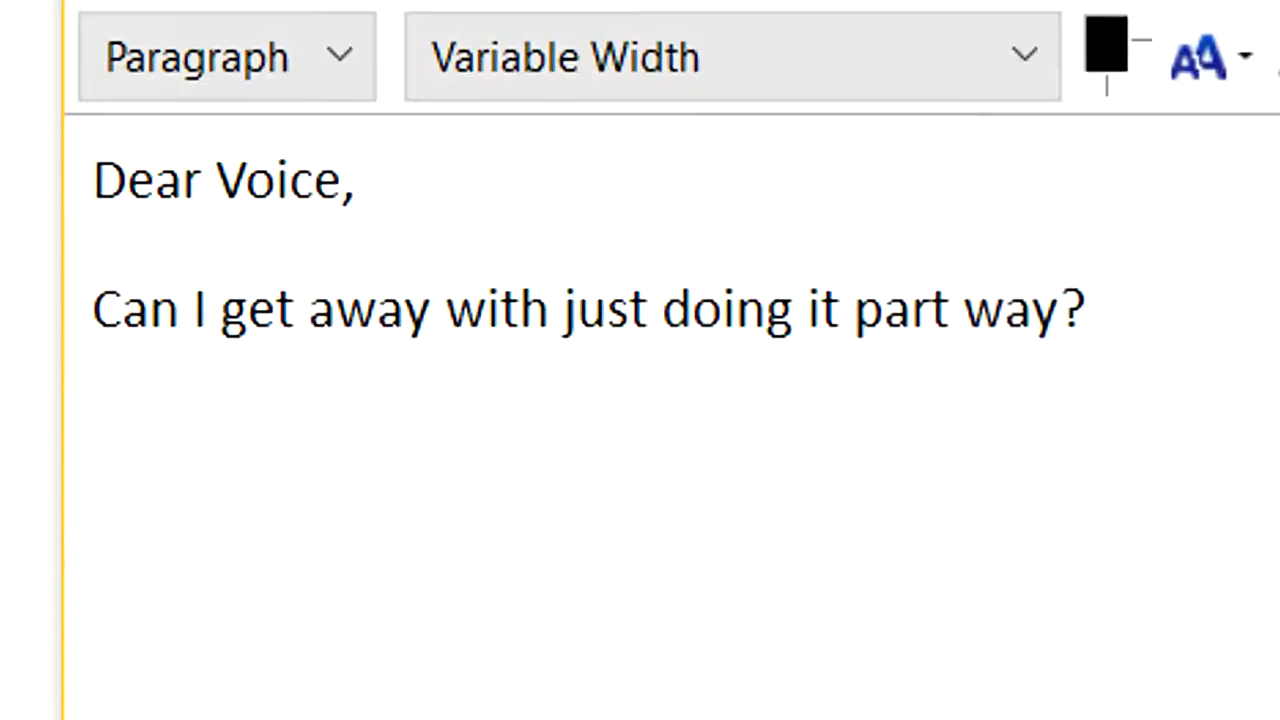 Paragraph Variable Width
Dear Voice,
Can I get away with just doing it part way?